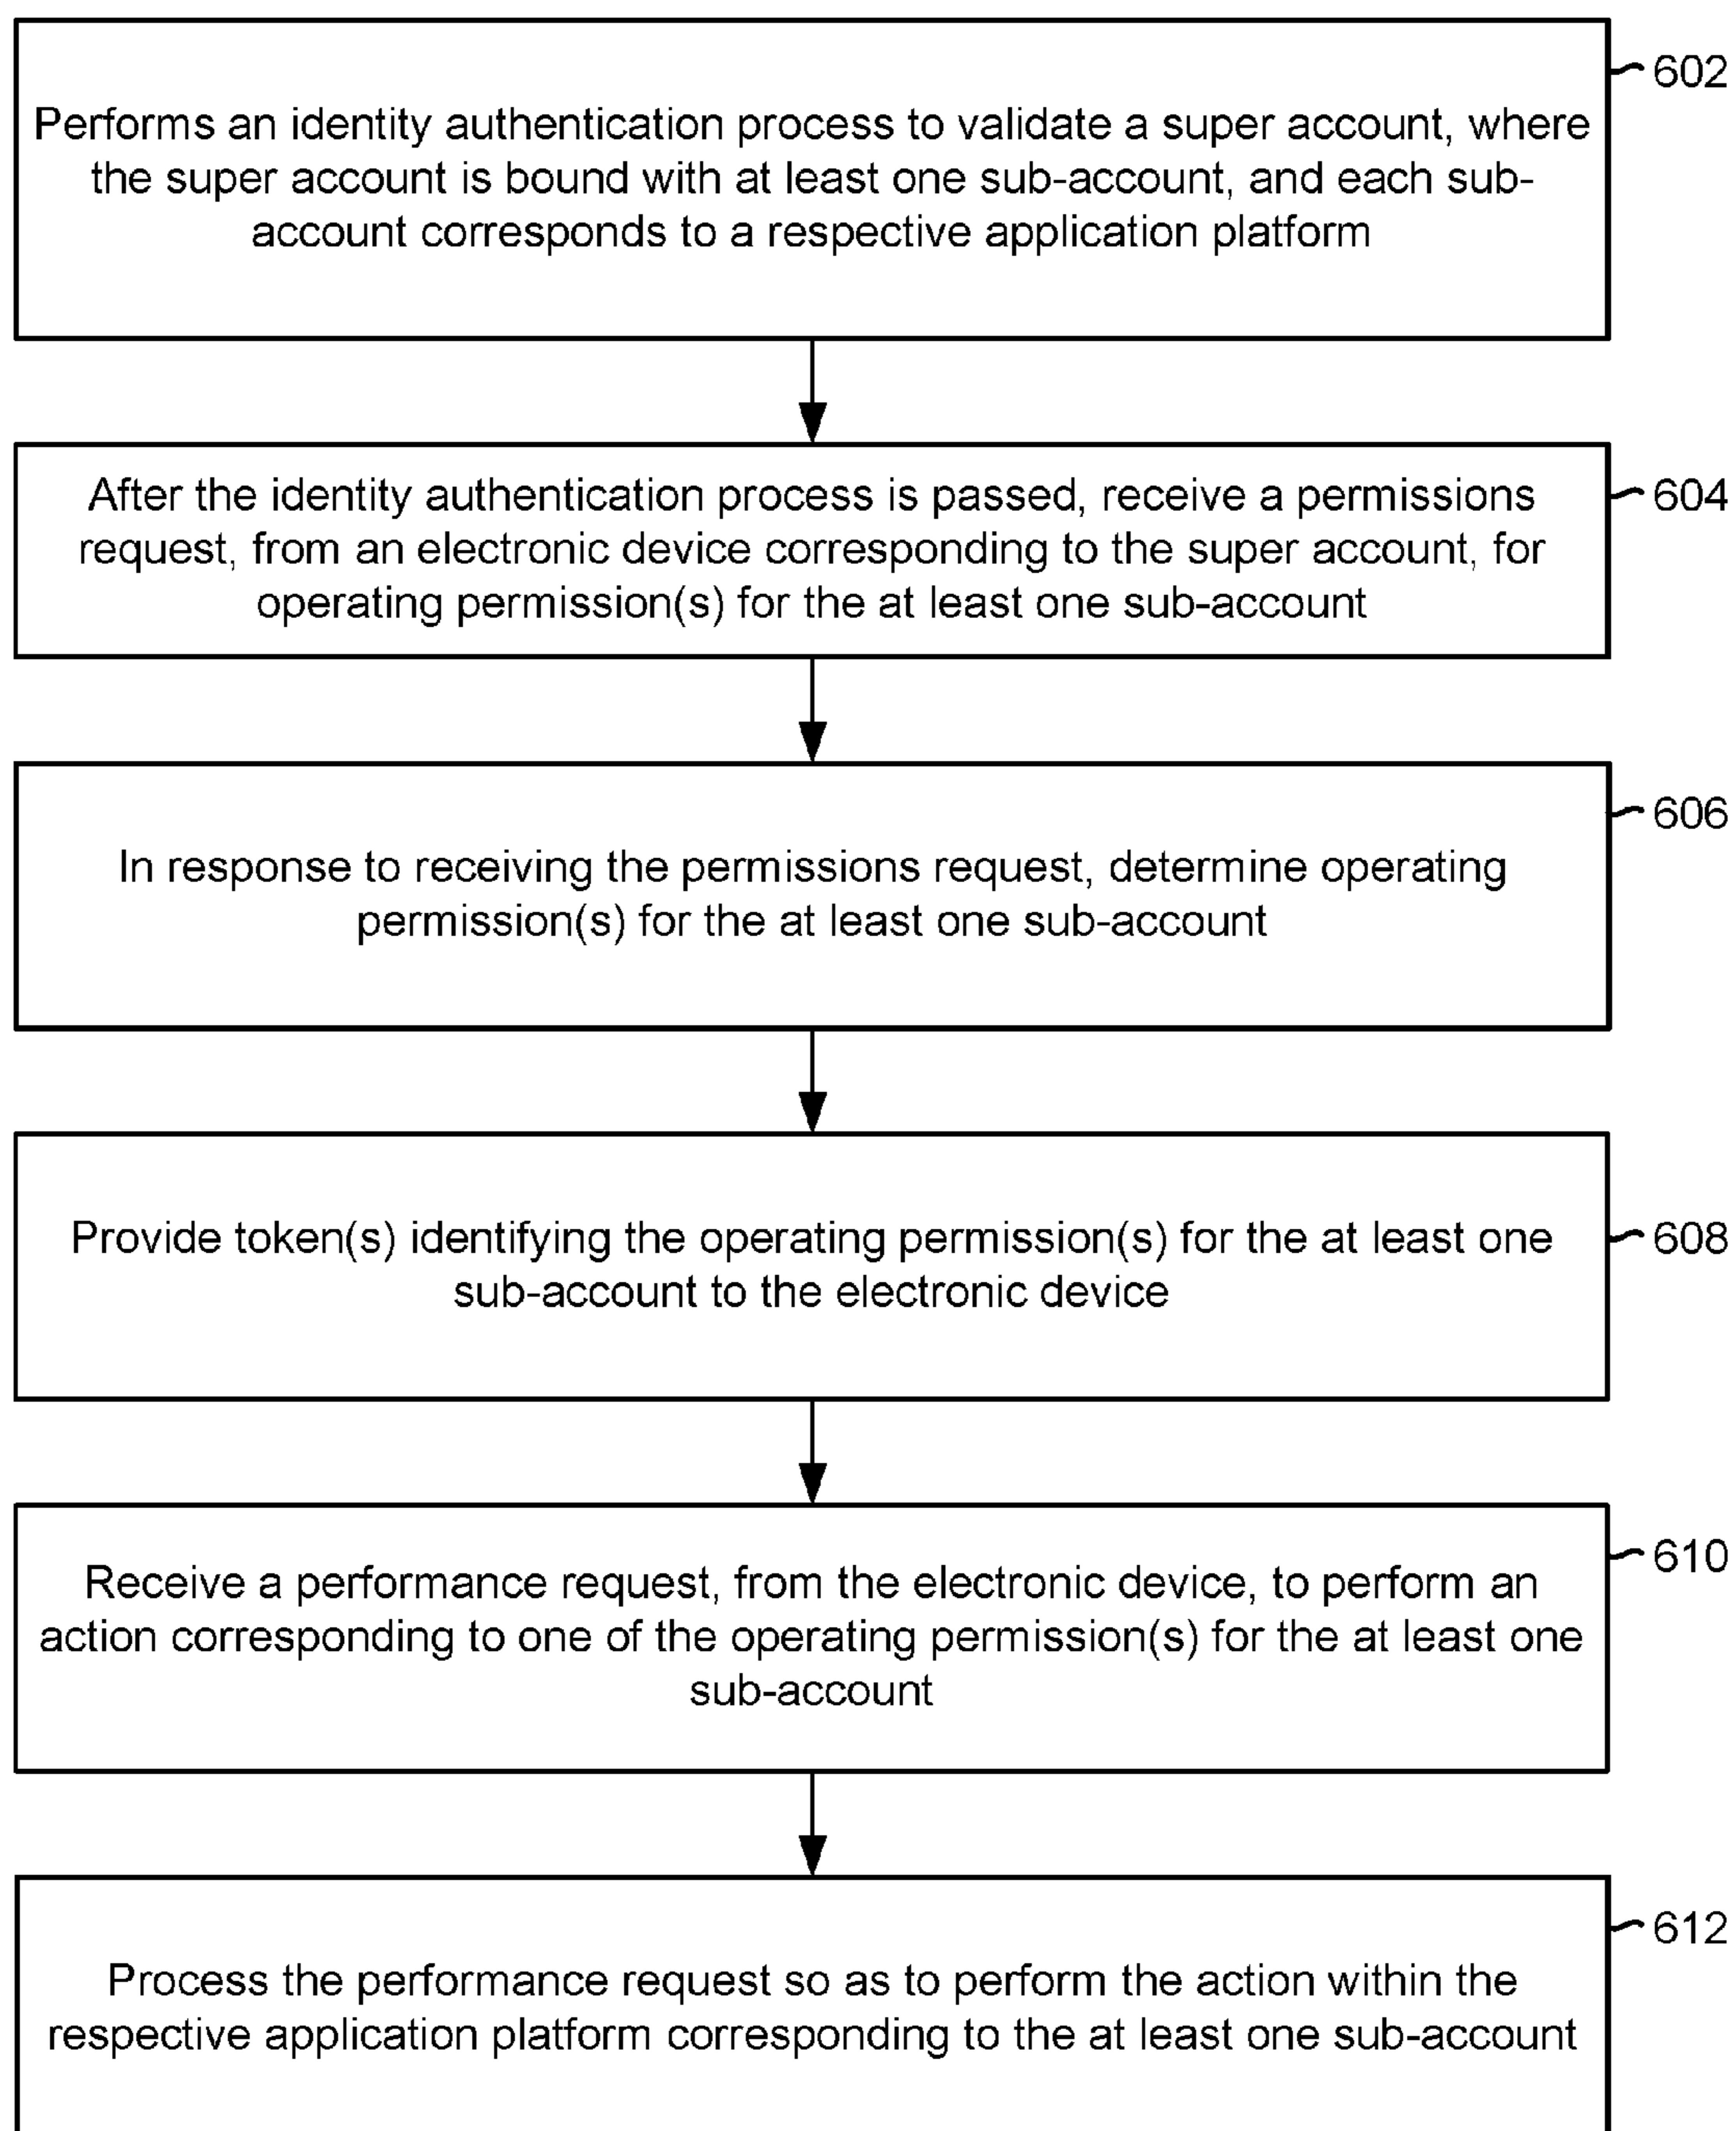 602
Performs an identity authentication process to validate a super account, where
the super account is bound with at least one sub-account, and each sub-
account corresponds to a respective application platform
604
After the identity authentication process is passed, receive a permissions
request, from an electronic device corresponding to the super account, for
operating permission(s) for the at least one sub-account
606
In response to receiving the permissions request, determine operating
permission(s) for the at least one sub-account
608
Provide token(s) identifying the operating permission(s) for the at least one
sub-account to the electronic device
610
Receive a performance request, from the electronic device, to perform an
action corresponding to one of the operating permission(s) for the at least one
sub-account
612
Process the performance request so as to perform the action within the
respective application platform corresponding to the at least one sub-account